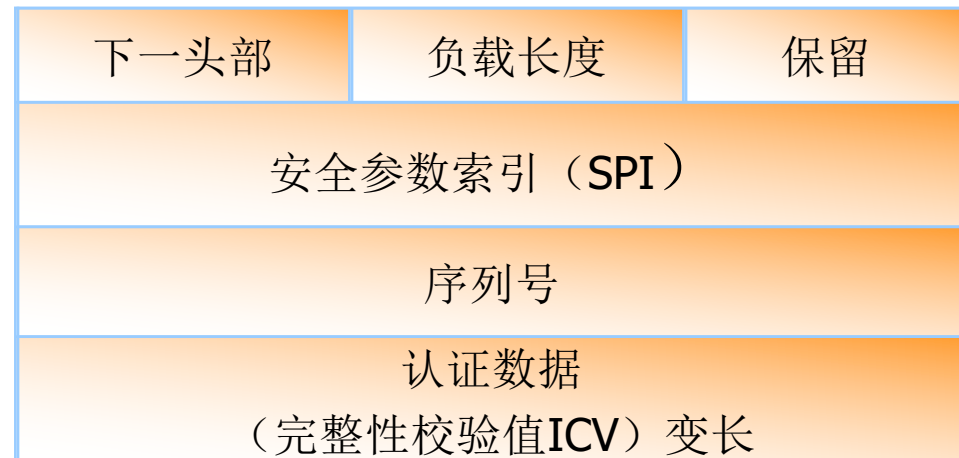 下一头部 负载长度 保留
安全参数索引（SPI）
序列号
认证数据
（完整性校验值ICV）变长